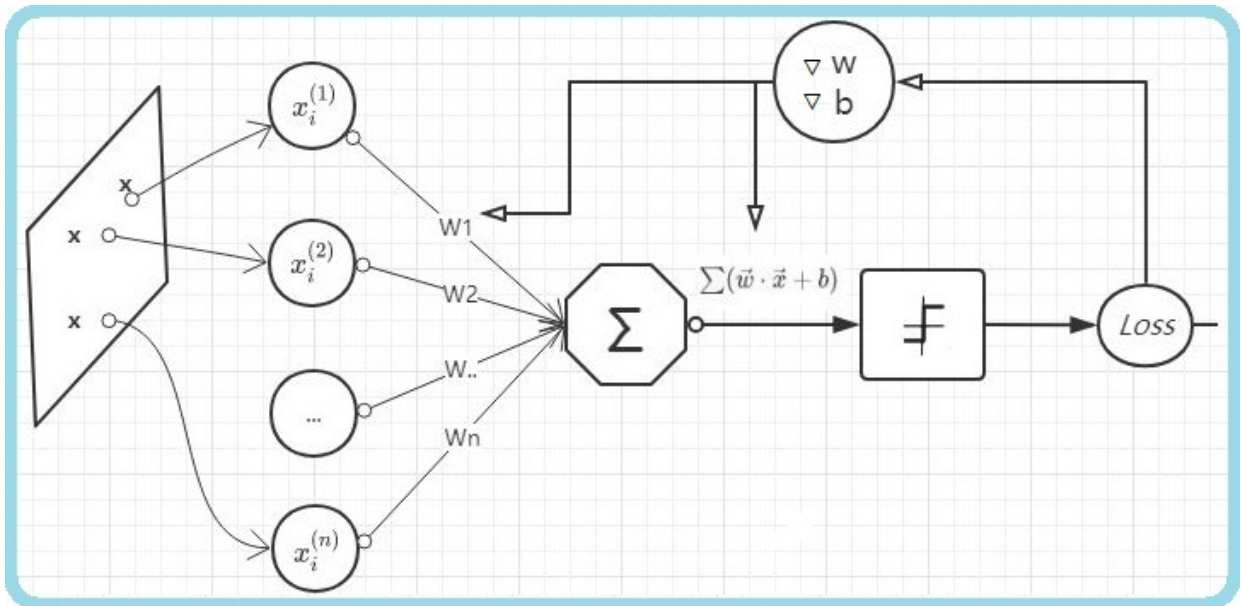 x
x
x
x_i^{(1)}
x_i^{(2)}
...
x_i^{(n)}
W1
W2
W..
Wn
∑
∑(w⃗ · x⃗ + b)
▽ w
▽ b
Loss